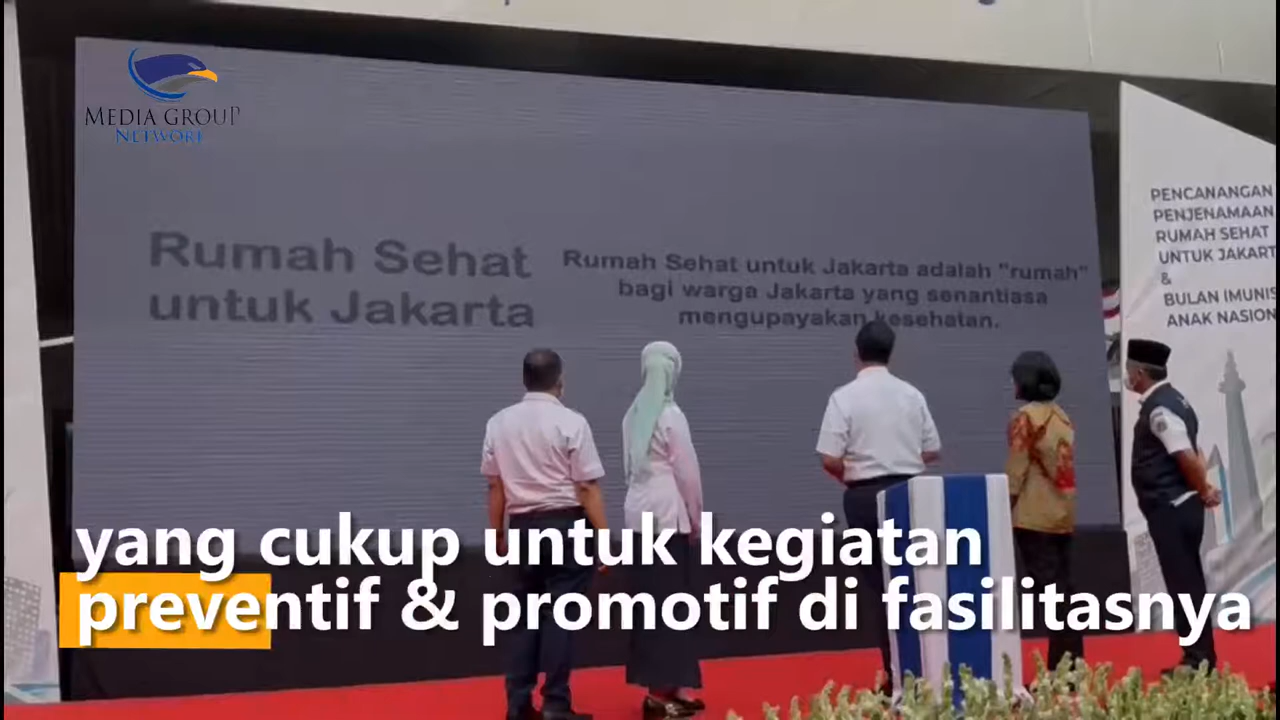 MEDIA GROUP
NETWORK
Rumah Sehat
untuk Jakarta
Rumah Sehat untuk Jakarta adalah "rumah"
bagi warga Jakarta yang senantiasa
mengupayakan kesehatan.
PENCANANGAN
PENJENAMAAN
RUMAH SEHAT
UNTUK JAKART
&
BULAN IMUNIS
ANAK NASION
yang cukup untuk kegiatan
preventif & promotif di fasilitasnya